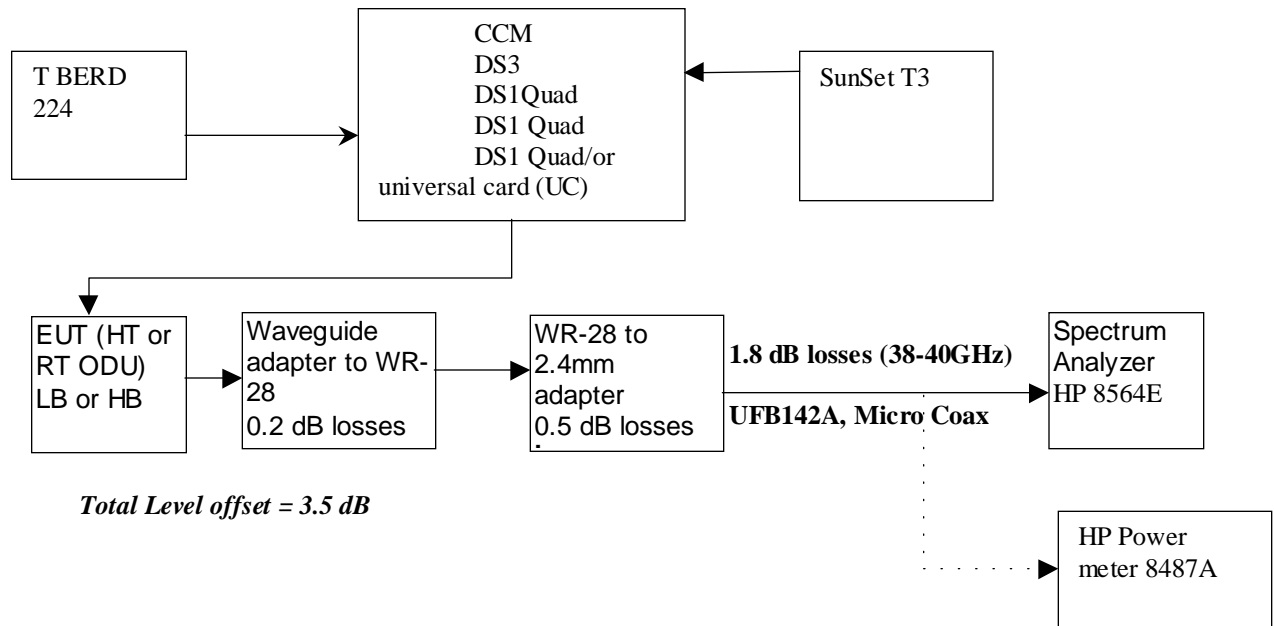 T BERD
224
CCM
DS3
DS1Quad
DS1 Quad
DS1 Quad/or
universal card (UC)
SunSet T3
EUT (HT or
RT ODU)
LB or HB
Waveguide
adapter to WR-
28
0.2 dB losses
WR-28 to
2.4mm
adapter
0.5 dB losses
1.8 dB losses (38-40GHz)
UFB142A, Micro Coax
Spectrum
Analyzer
HP 8564E
Total Level offset = 3.5 dB
HP Power
meter 8487A